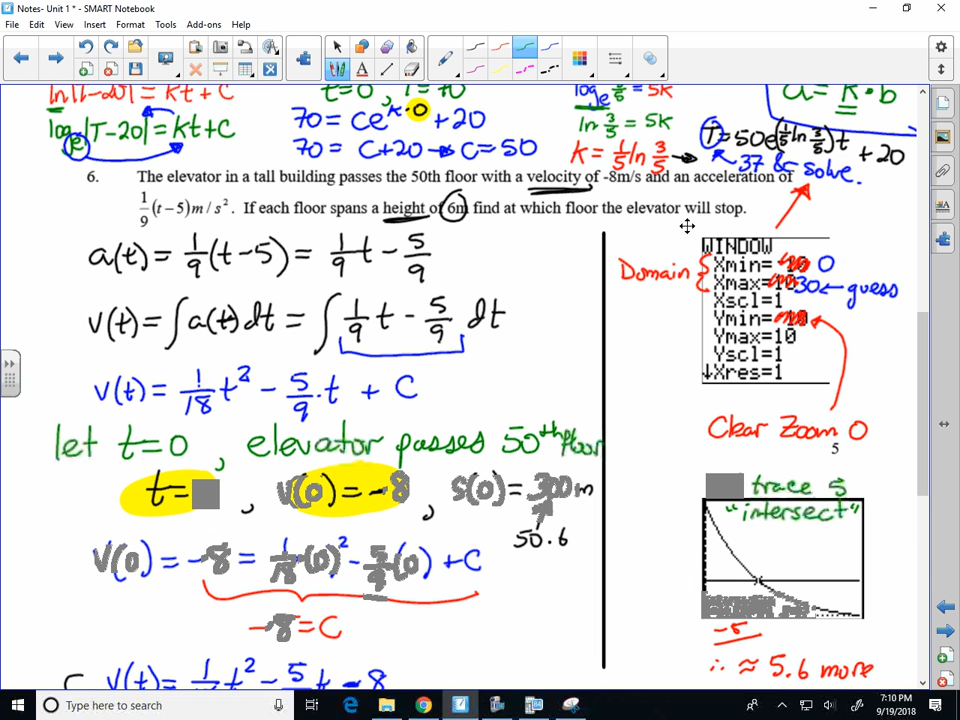 Notes- Unit 1 * - SMART Notebook
File Edit View Insert Format Tools Add-ons Help
ln|T-20| = kt + C
t=0, T=70
= 5K
a = K · b
log |T-20| = kt + C
e
70 = Ce^k·0 + 20
ln 3/5 = 5K
T = 50e^(1/5 ln 3/5)t + 20
70 = C+20 → C = 50
K = 1/5 ln 3/5 →
37 & solve.
6. The elevator in a tall building passes the 50th floor with a velocity of -8m/s and an acceleration of
1/9 (t−5)m/s². If each floor spans a height of 6m find at which floor the elevator will stop.
a(t) = 1/9 (t−5) = 1/9 t − 5/9
v(t) = ∫a(t)dt = ∫ 1/9 t − 5/9 dt
v(t) = 1/18 t² − 5/9 · t + C
let t=0, elevator passes 50th floor
t= , v(0) = -8, s(0) = 300m
50·6
v(0) = -8 = 1/18 (0)² − 5/9 (0) + C
-8 = C
v(t) = 1/ t² − 5/ t − 8
WINDOW
Domain
Xmin= 0
Xmax= 30 ← guess
Xscl=1
Ymin=
Ymax=10
Yscl=1
↓Xres=1
Clear Zoom 0
5
trace 5
"intersect"
-5
∴ ≈ 5.6 more
Type here to search
7:10 PM
9/19/2018